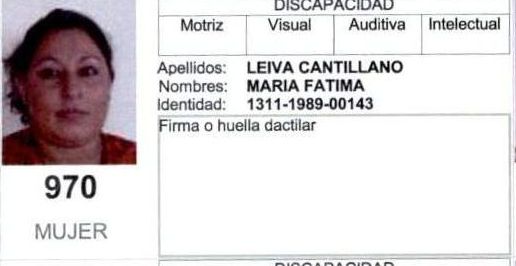 DISCAPACIDAD
Motriz Visual Auditiva Intelectual
Apellidos: LEIVA CANTILLANO
Nombres: MARIA FATIMA
Identidad: 1311-1989-00143
Firma o huella dactilar
970
MUJER
DISCAPACIDAD